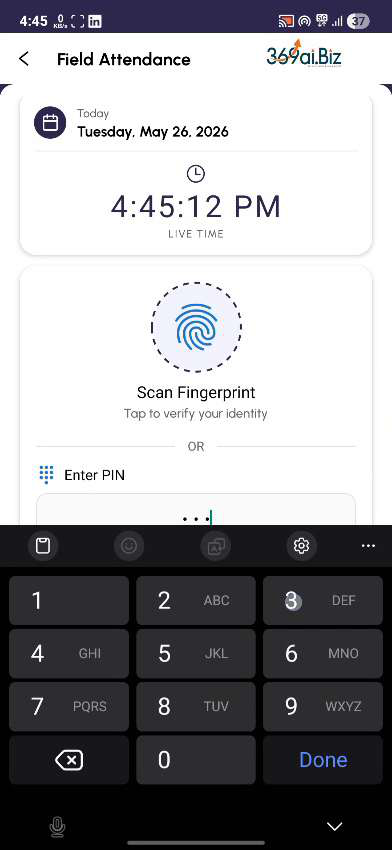 4:45 0 KB/s 5G 37
Field Attendance 369ai.Biz
Today
Tuesday, May 26, 2026
4:45:12 PM
LIVE TIME
Scan Fingerprint
Tap to verify your identity
OR
Enter PIN
•••
1 2 ABC 3 DEF
4 GHI 5 JKL 6 MNO
7 PQRS 8 TUV 9 WXYZ
0 Done